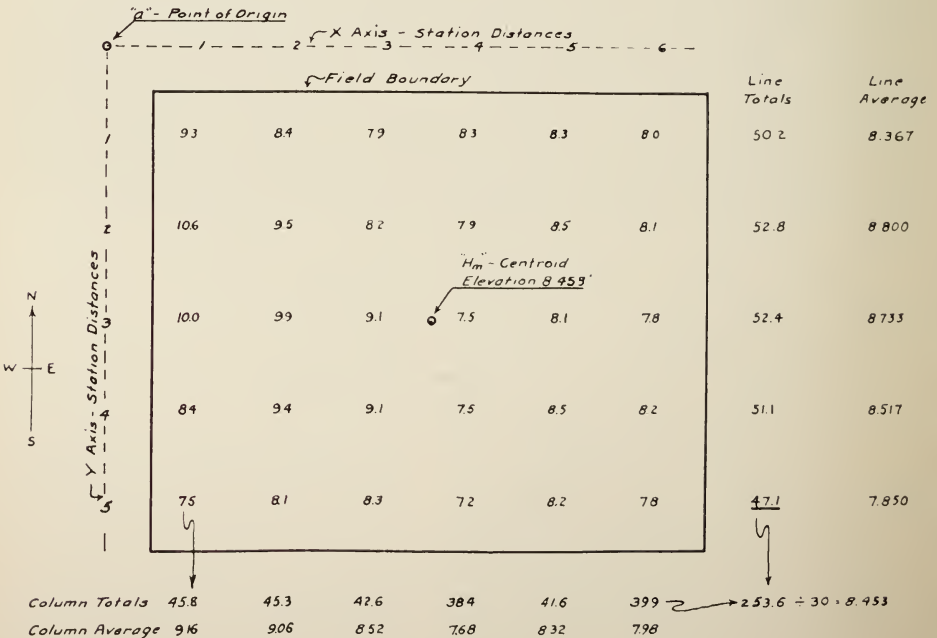 "a" - Point of Origin
X Axis - Station Distances
1 2 3 4 5 6
Field Boundary
Line Totals
Line Average
1
9.3 8.4 7.9 8.3 8.3 8.0 50.2 8.367
2
10.6 9.5 8.2 7.9 8.5 8.1 52.8 8.800
"Hm" - Centroid
Elevation 8.453'
Y Axis - Station Distances
N
W E
S
3
10.0 9.9 9.1 7.5 8.1 7.8 52.4 8.733
4
8.4 9.4 9.1 7.5 8.5 8.2 51.1 8.517
5
7.5 8.1 8.3 7.2 8.2 7.8 47.1 7.850
Column Totals 45.8 45.3 42.6 38.4 41.6 39.9 253.6 ÷ 30 = 8.453
Column Average 9.16 9.06 8.52 7.68 8.32 7.98